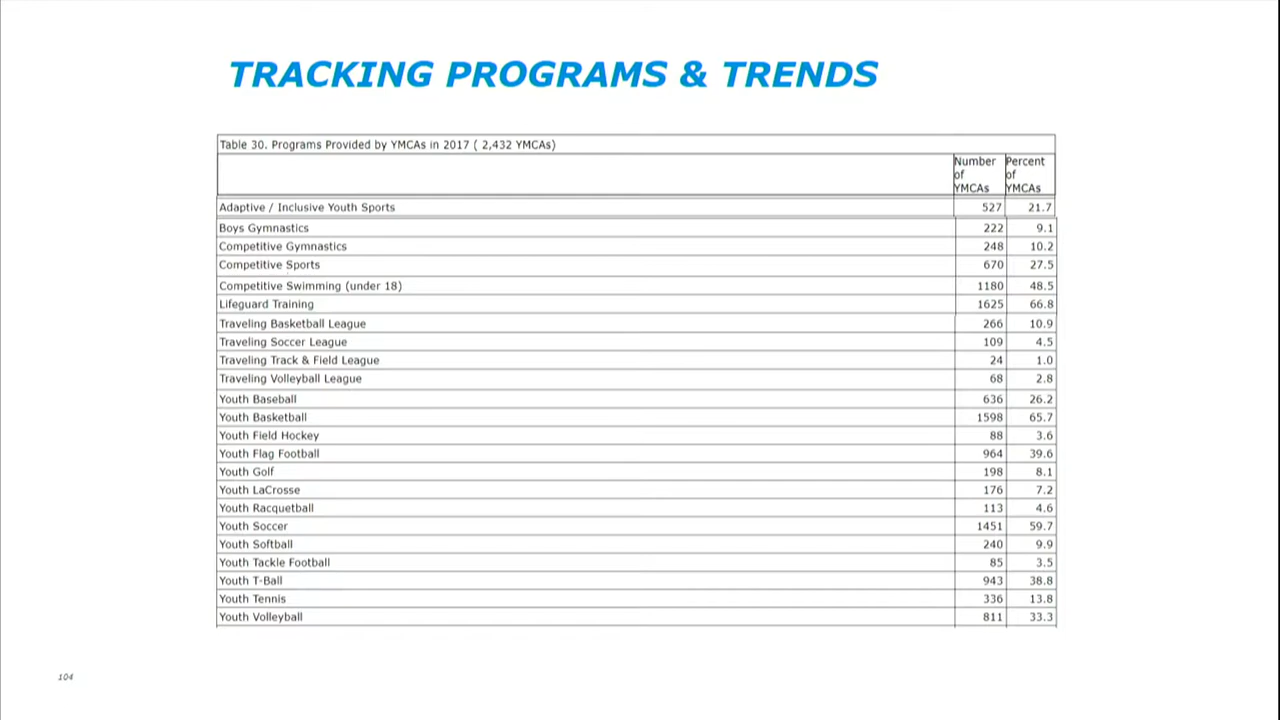 TRACKING PROGRAMS & TRENDS
Table 30. Programs Provided by YMCAs in 2017 ( 2,432 YMCAs)
Number of YMCAs Percent of YMCAs
Adaptive / Inclusive Youth Sports 527 21.7
Boys Gymnastics 222 9.1
Competitive Gymnastics 248 10.2
Competitive Sports 670 27.5
Competitive Swimming (under 18) 1180 48.5
Lifeguard Training 1625 66.8
Traveling Basketball League 266 10.9
Traveling Soccer League 109 4.5
Traveling Track & Field League 24 1.0
Traveling Volleyball League 68 2.8
Youth Baseball 636 26.2
Youth Basketball 1598 65.7
Youth Field Hockey 88 3.6
Youth Flag Football 964 39.6
Youth Golf 198 8.1
Youth LaCrosse 176 7.2
Youth Racquetball 113 4.6
Youth Soccer 1451 59.7
Youth Softball 240 9.9
Youth Tackle Football 85 3.5
Youth T-Ball 943 38.8
Youth Tennis 336 13.8
Youth Volleyball 811 33.3
104